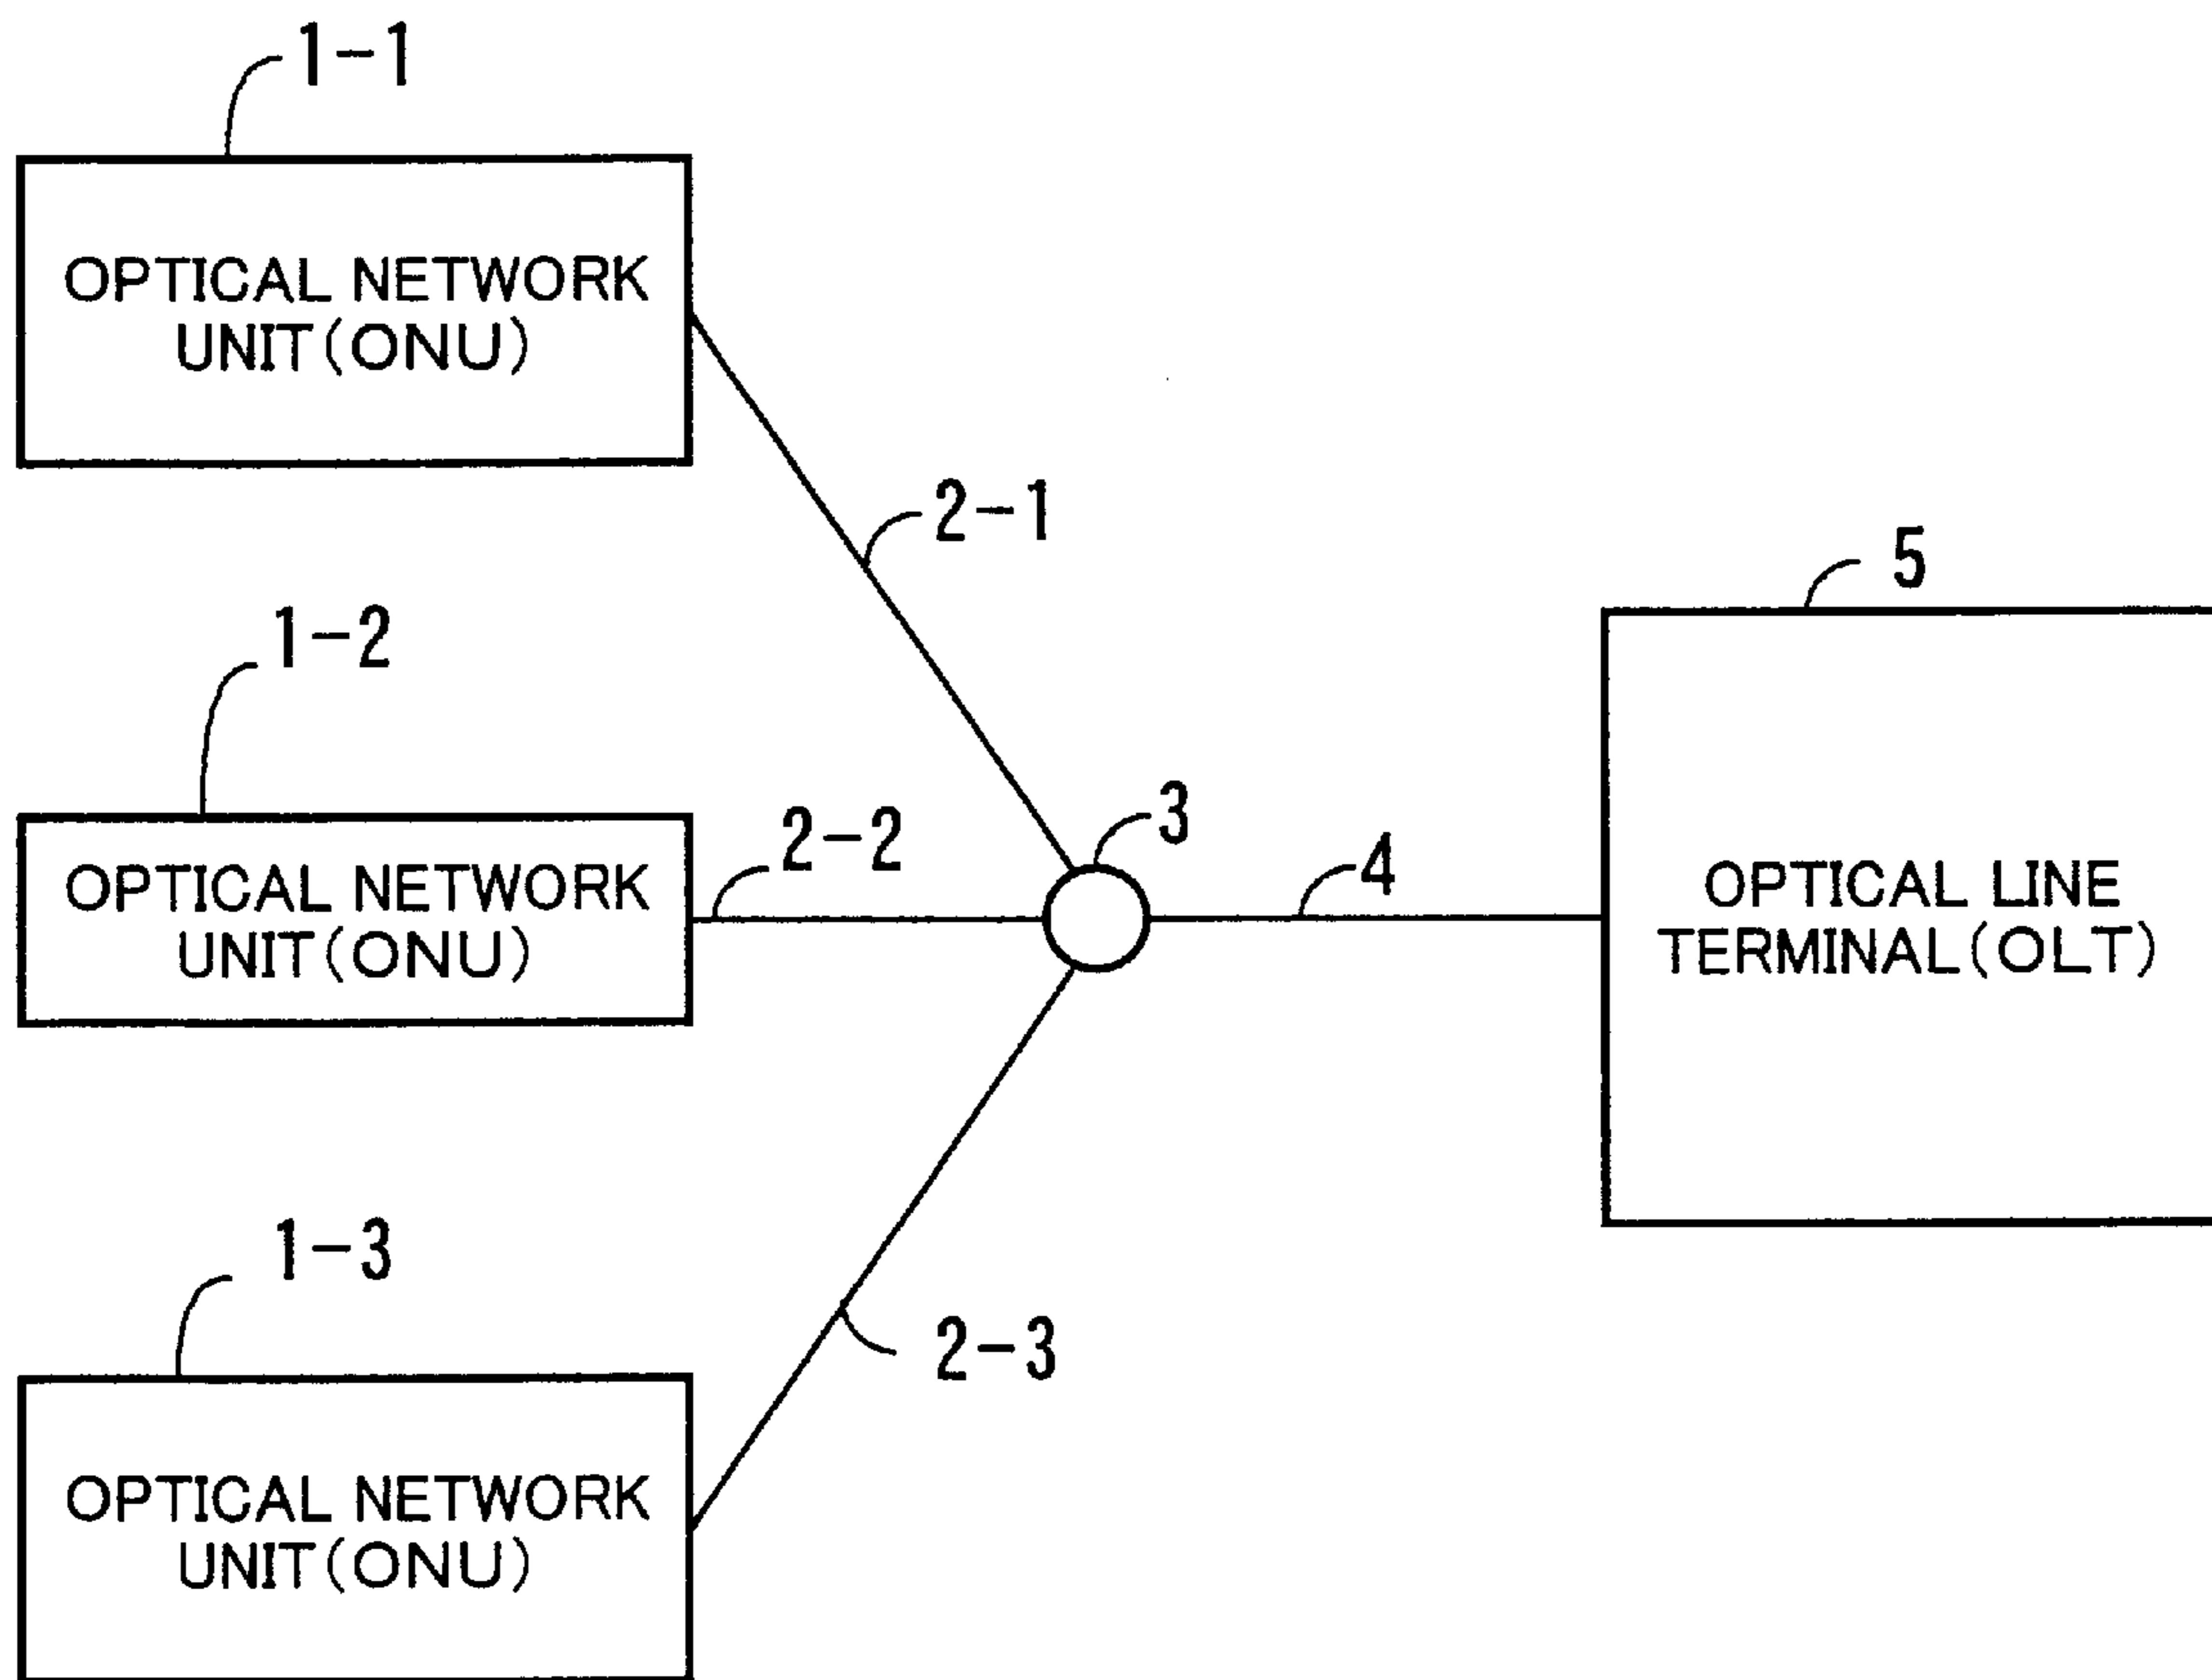 1-1
OPTICAL NETWORK
UNIT(ONU)
2-1
5
1-2
3
2-2
4
OPTICAL NETWORK
UNIT(ONU)
OPTICAL LINE
TERMINAL(OLT)
1-3
2-3
OPTICAL NETWORK
UNIT(ONU)